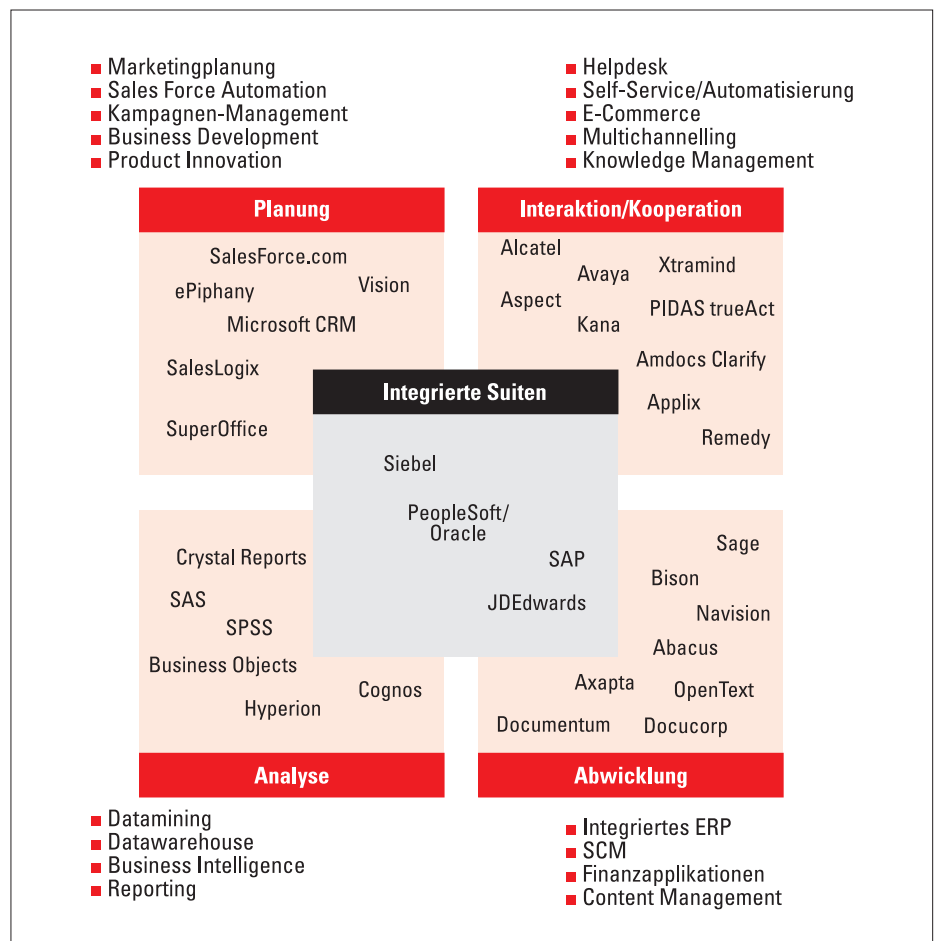 Marketingplanung
Sales Force Automation
Kampagnen-Management
Business Development
Product Innovation
Helpdesk
Self-Service/Automatisierung
E-Commerce
Multichannelling
Knowledge Management
Planung
SalesForce.com
ePiphany
Vision
Microsoft CRM
SalesLogix
SuperOffice
Interaktion/Kooperation
Alcatel
Avaya
Xtramind
Aspect
Kana
PIDAS trueAct
Amdocs Clarify
Applix
Remedy
Integrierte Suiten
Siebel
PeopleSoft/
Oracle
SAP
JDEdwards
Crystal Reports
SAS
SPSS
Business Objects
Cognos
Hyperion
Analyse
Sage
Bison
Navision
Abacus
Axapta
OpenText
Documentum
Docucorp
Abwicklung
Datamining
Datawarehouse
Business Intelligence
Reporting
Integriertes ERP
SCM
Finanzapplikationen
Content Management